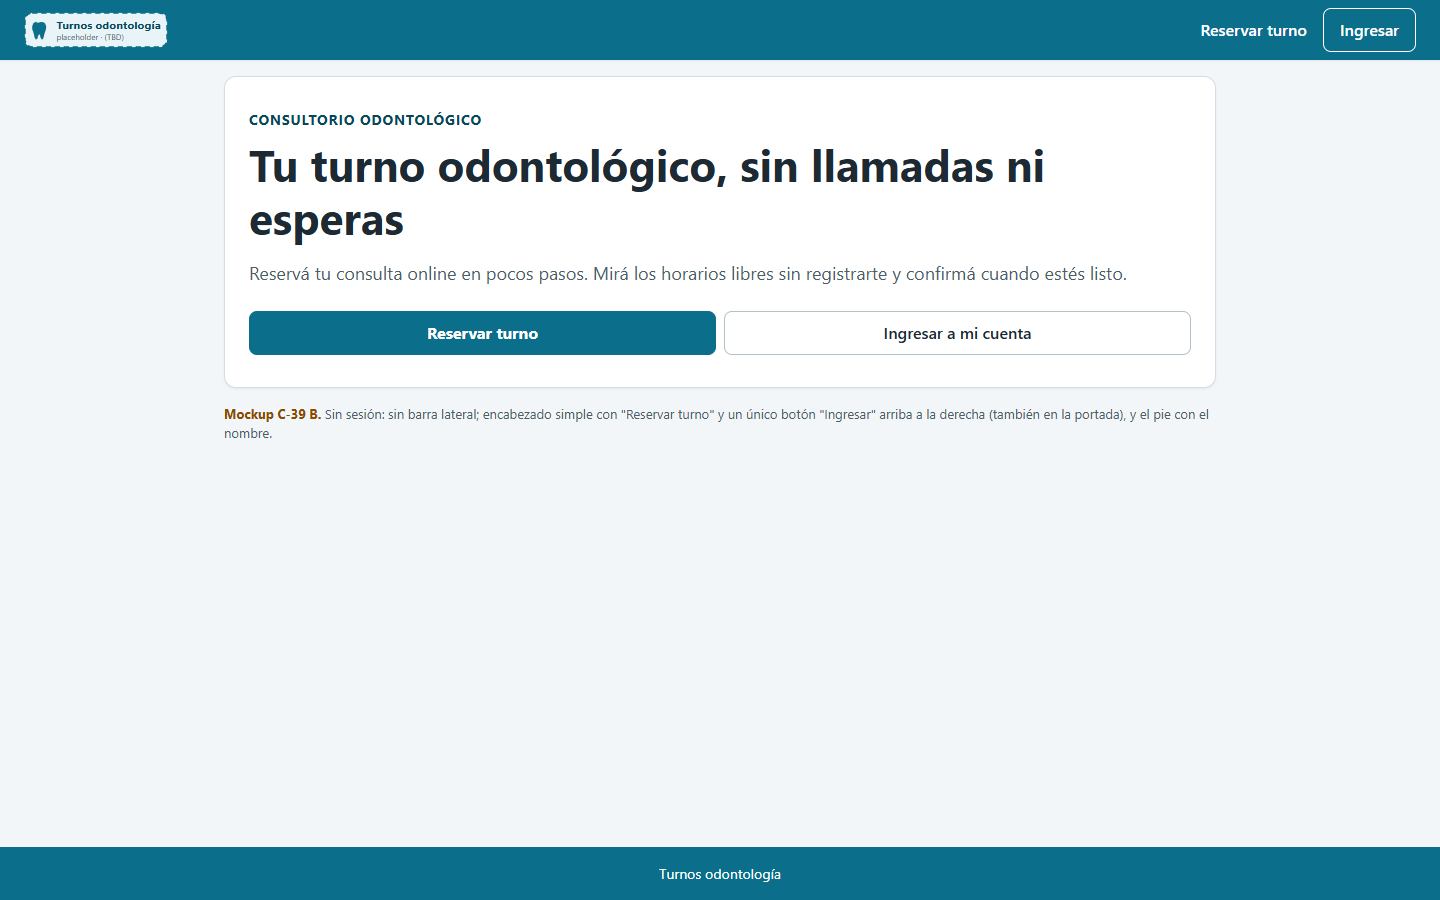 Turnos odontología
placeholder · (TBD)
Reservar turno
Ingresar
CONSULTORIO ODONTOLÓGICO
Tu turno odontológico, sin llamadas ni
esperas
Reservá tu consulta online en pocos pasos. Mirá los horarios libres sin registrarte y confirmá cuando estés listo.
Reservar turno
Ingresar a mi cuenta
Mockup C-39 B. Sin sesión: sin barra lateral; encabezado simple con "Reservar turno" y un único botón "Ingresar" arriba a la derecha (también en la portada), y el pie con el
nombre.
Turnos odontología